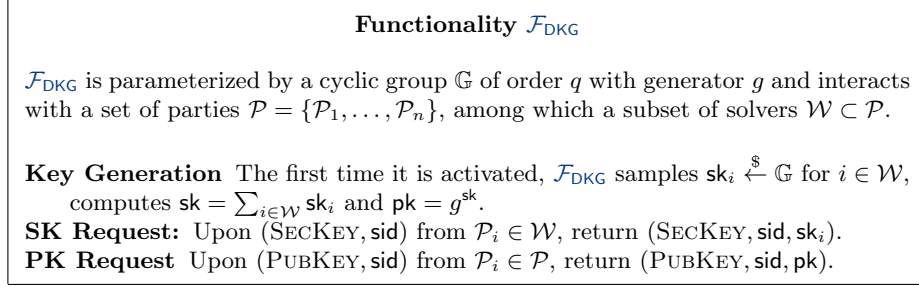 Functionality F_DKG
F_DKG is parameterized by a cyclic group 𝔾 of order q with generator g and interacts
with a set of parties P = {P_1, . . . , P_n}, among which a subset of solvers W ⊂ P.
Key Generation The first time it is activated, F_DKG samples sk_i ←$ 𝔾 for i ∈ W,
computes sk = ∑_{i∈W} sk_i and pk = g^sk.
SK Request: Upon (SECKEY, sid) from P_i ∈ W, return (SECKEY, sid, sk_i).
PK Request Upon (PUBKEY, sid) from P_i ∈ P, return (PUBKEY, sid, pk).